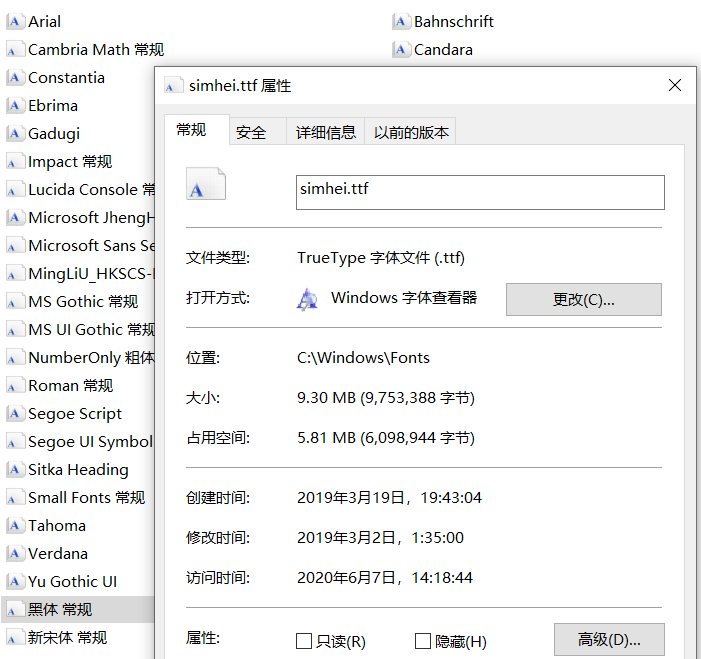 Arial
Bahnschrift
Cambria Math 常规
Candara
Constantia
Ebrima
Gadugi
Impact 常规
Lucida Console 常
Microsoft JhengH
Microsoft Sans Se
MingLiU_HKSCS-
MS Gothic 常规
MS UI Gothic 常规
NumberOnly 粗体
Roman 常规
Segoe Script
Segoe UI Symbol
Sitka Heading
Small Fonts 常规
Tahoma
Verdana
Yu Gothic UI
黑体 常规
新宋体 常规
simhei.ttf 属性
常规 安全 详细信息 以前的版本
simhei.ttf
文件类型: TrueType 字体文件 (.ttf)
打开方式: Windows 字体查看器 更改(C)...
位置: C:\Windows\Fonts
大小: 9.30 MB (9,753,388 字节)
占用空间: 5.81 MB (6,098,944 字节)
创建时间: 2019年3月19日，19:43:04
修改时间: 2019年3月2日，1:35:00
访问时间: 2020年6月7日，14:18:44
属性: 只读(R) 隐藏(H) 高级(D)...